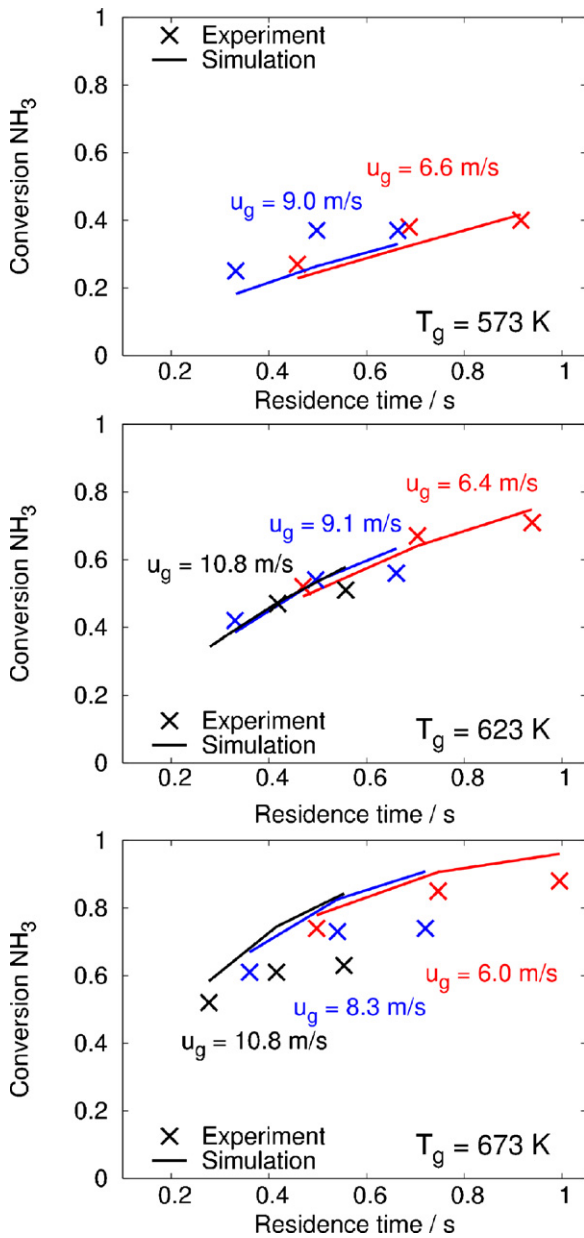 1
Experiment
Simulation
0.8
0.6
u_g = 6.6 m/s
u_g = 9.0 m/s
0.4
0.2
T_g = 573 K
0
0.2 0.4 0.6 0.8 1
Residence time / s
Conversion NH₃
1
0.8
u_g = 6.4 m/s
u_g = 9.1 m/s
0.6
u_g = 10.8 m/s
0.4
0.2
Experiment
Simulation
T_g = 623 K
0
0.2 0.4 0.6 0.8 1
Residence time / s
Conversion NH₃
1
0.8
0.6
u_g = 6.0 m/s
u_g = 8.3 m/s
0.4
u_g = 10.8 m/s
0.2
Experiment
Simulation
T_g = 673 K
0
0.2 0.4 0.6 0.8 1
Residence time / s
Conversion NH₃